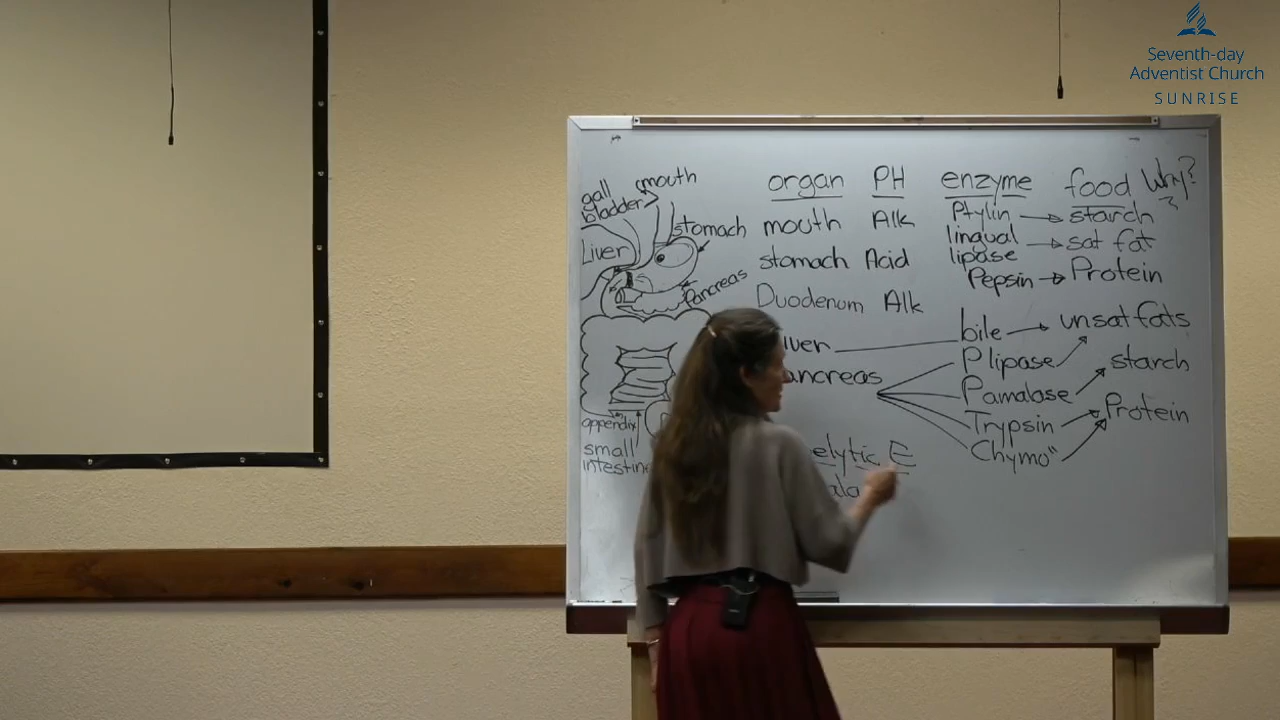 Seventh-day
Adventist Church
SUNRISE
organ PH enzyme food Why?
mouth Alk Ptylin starch
lingual lipase sat fat
stomach Acid Pepsin Protein
Duodenum Alk
bile unsat fats
P lipase
Pamalase starch
Trypsin Protein
Chymo"
elytic E
mouth
gall
bladder
stomach
Liver
Pancreas
appendix
small